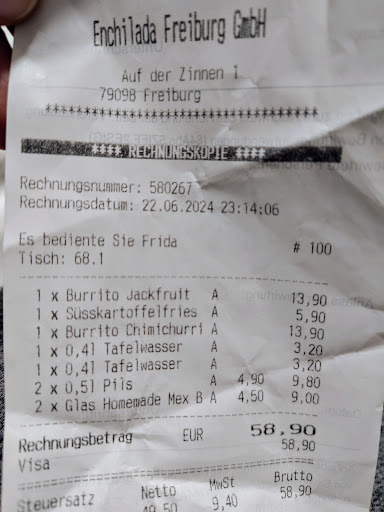 Enchilada Freiburg GmbH
Auf der Zinnen 1
79098 Freiburg
***********************************
#### RECHNUNGSKOPIE ####
Rechnungsnummer: 580267
Rechnungsdatum: 22.06.2024 23:14:06
Es bediente Sie Frida # 100
Tisch: 68.1
1 x Burrito Jackfruit A 13,90
1 x Süsskartoffelfries A 5,90
1 x Burrito Chimichurri A 13,90
1 x 0,4l Tafelwasser A 3,20
1 x 0,4l Tafelwasser A 3,20
2 x 0,5l Pils A 4,90 9,80
2 x Glas Homemade Mex B A 4,50 9,00
Rechnungsbetrag EUR 58,90
Visa 58,90
Steuersatz Netto MwSt Brutto
49,50 9,40 58,90